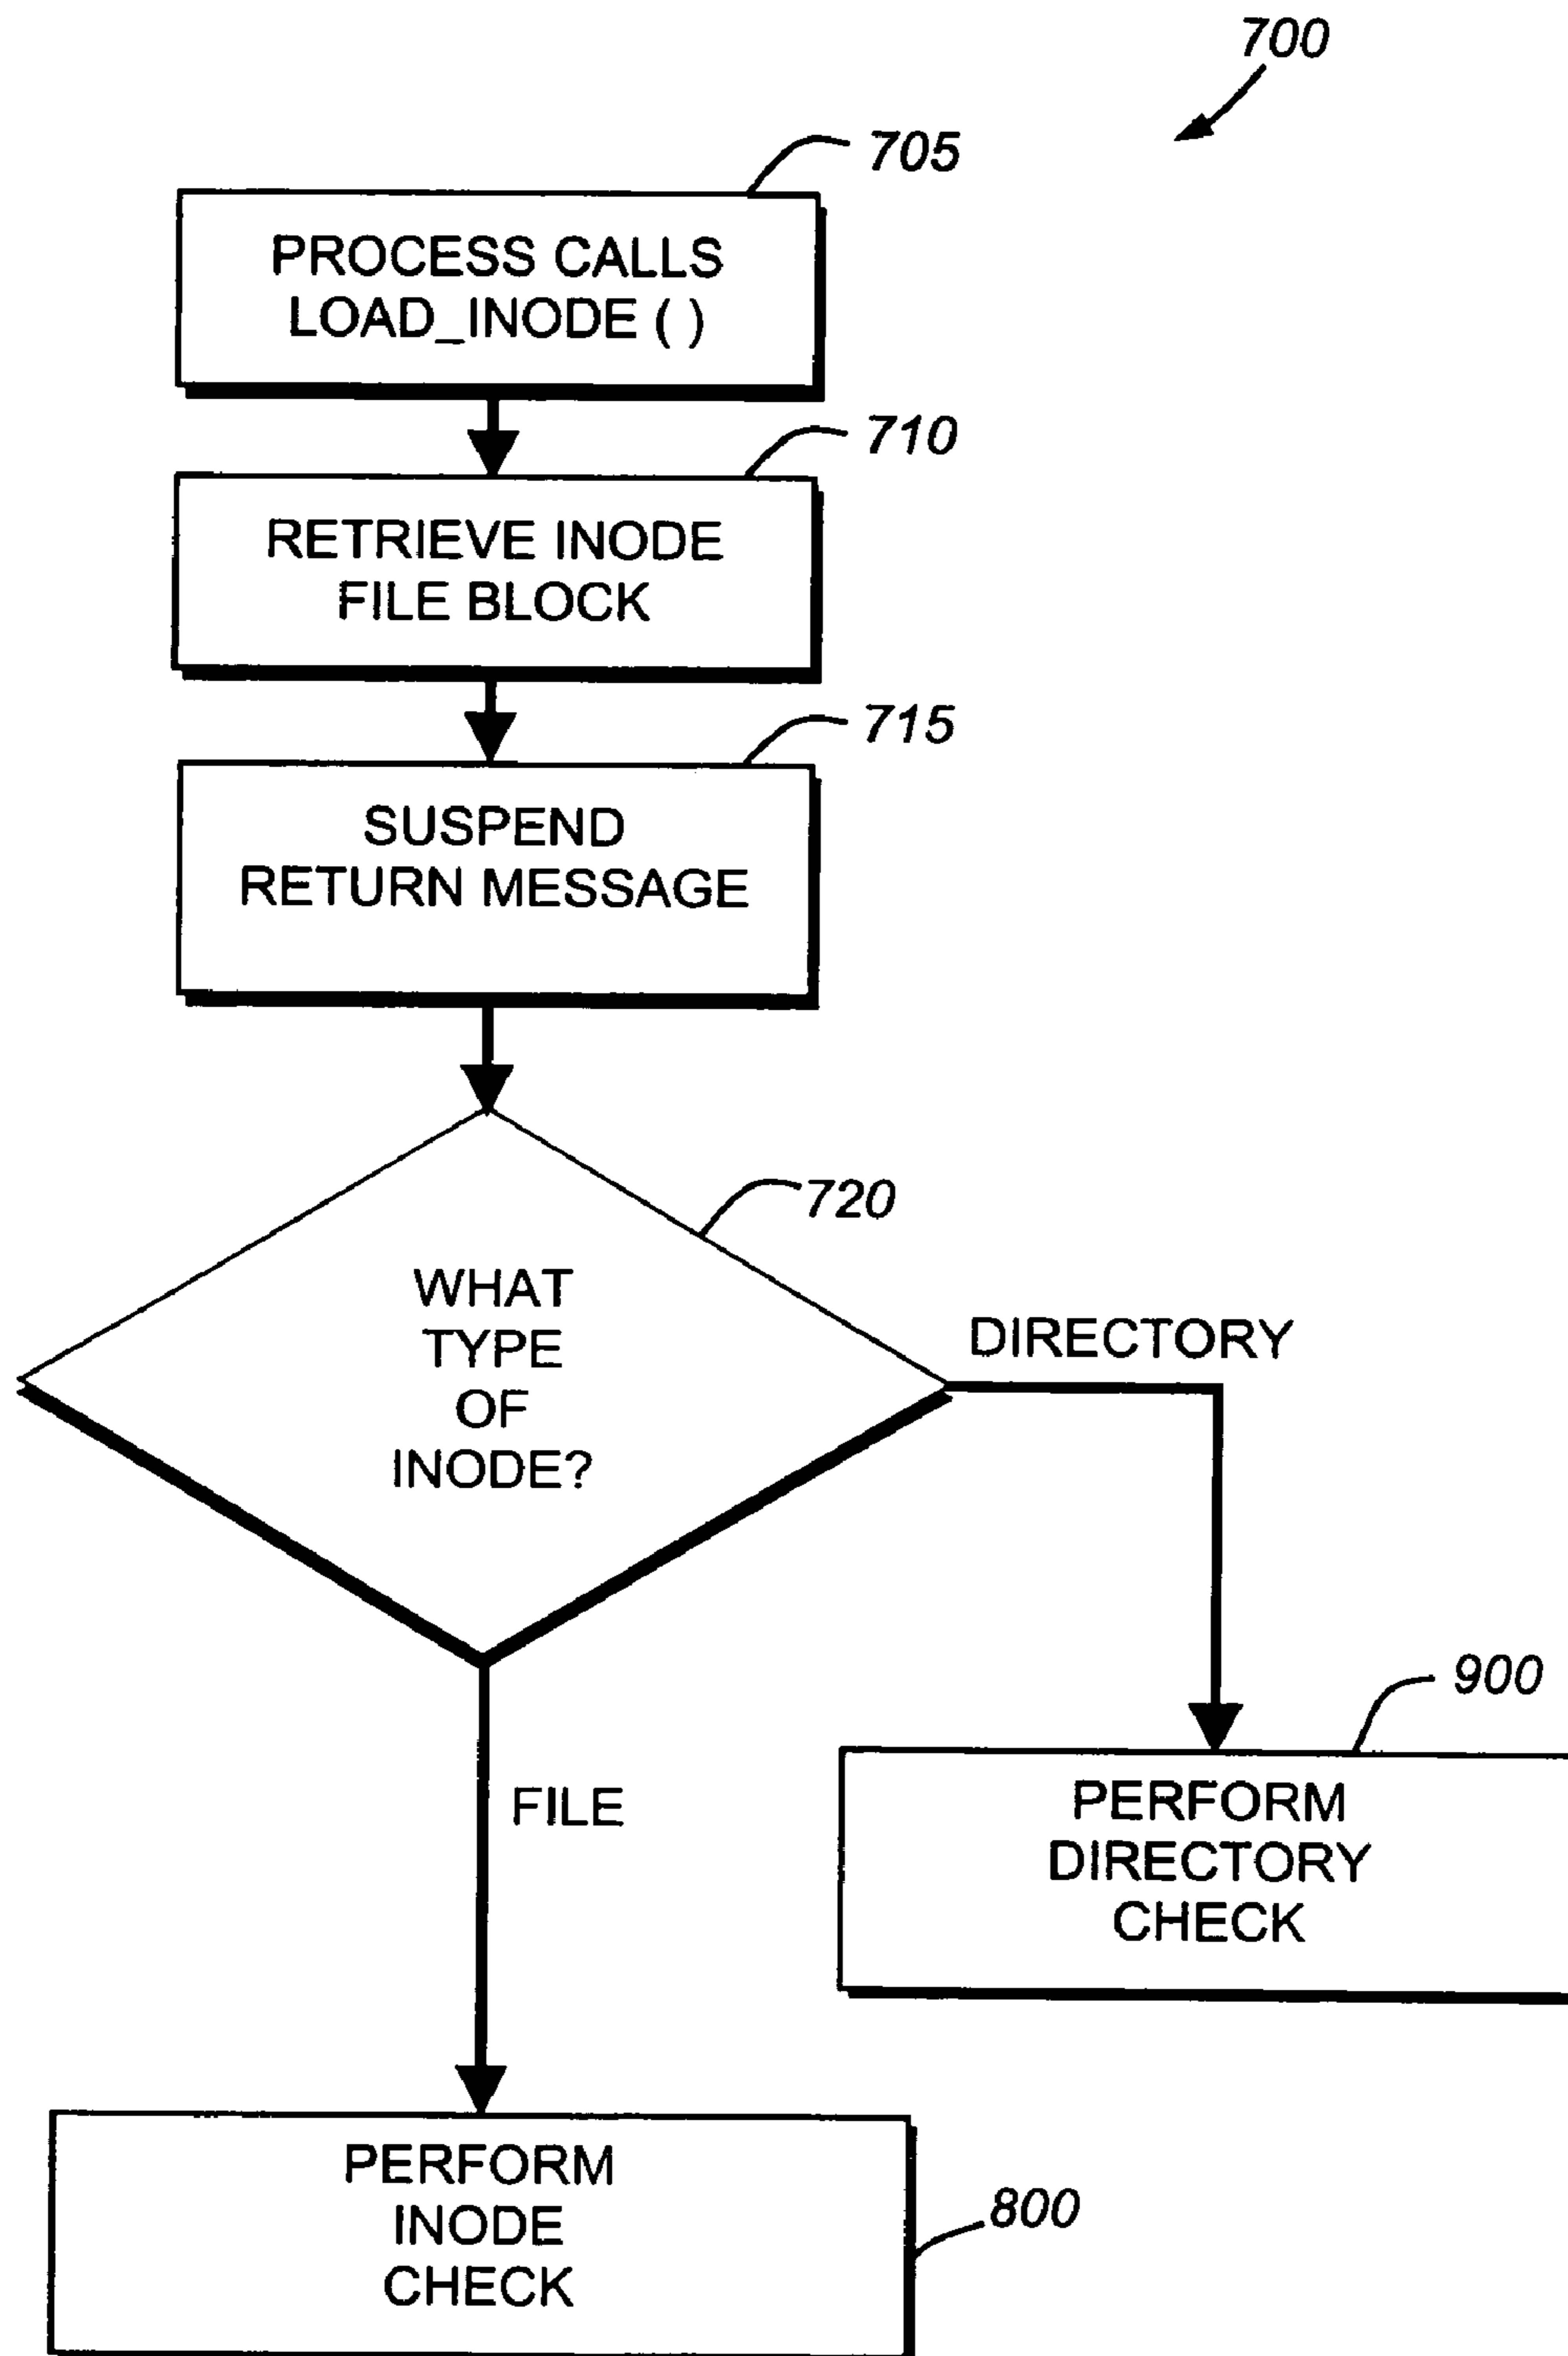 700
705
PROCESS CALLS
LOAD_INODE ( )
710
RETRIEVE INODE
FILE BLOCK
715
SUSPEND
RETURN MESSAGE
720
WHAT
TYPE
OF
INODE?
DIRECTORY
900
PERFORM
DIRECTORY
CHECK
FILE
PERFORM
INODE
CHECK
800